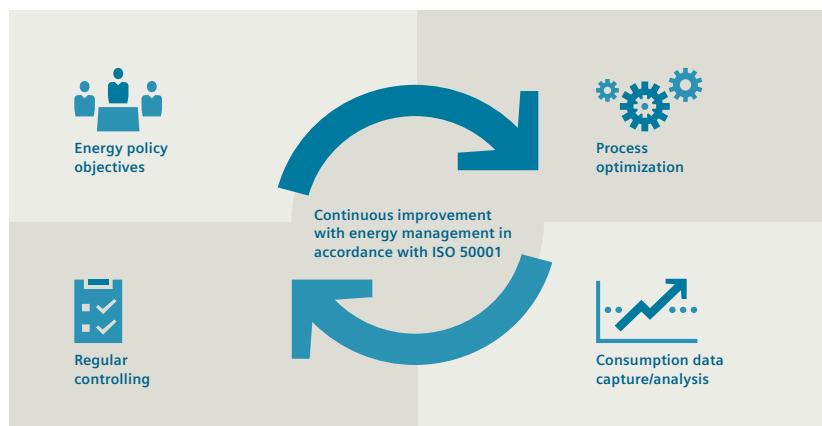 Energy policy
objectives
Process
optimization
Continuous improvement
with energy management in
accordance with ISO 50001
Regular
controlling
Consumption data
capture/analysis